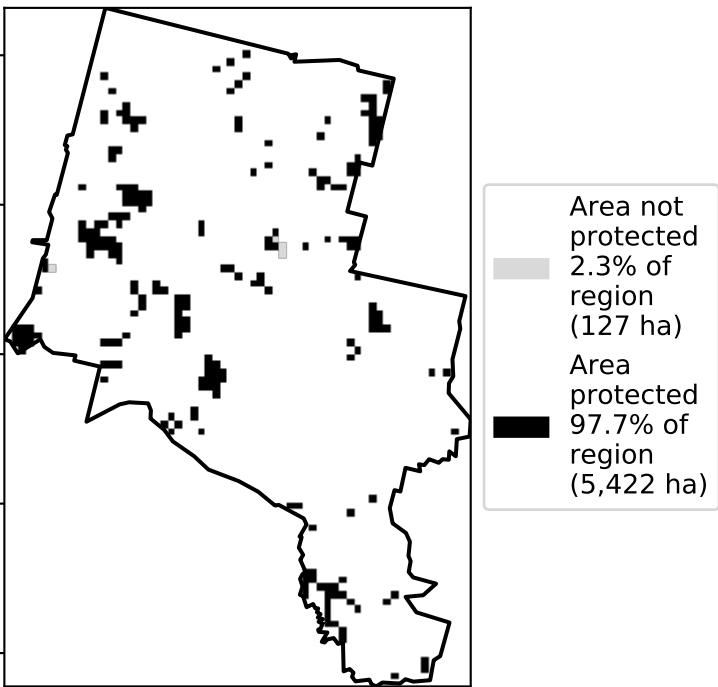 Area not
protected
2.3% of
region
(127 ha)
Area
protected
97.7% of
region
(5,422 ha)